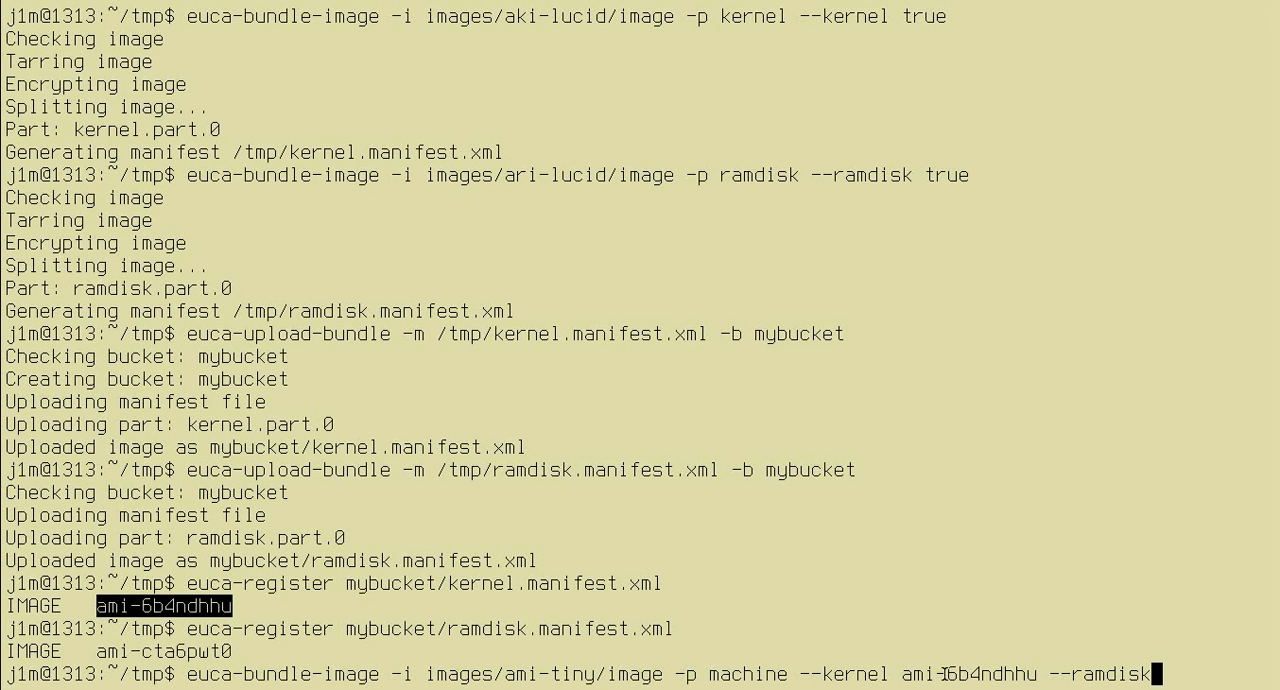 j1m@1313:~/tmp$ euca-bundle-image -i images/aki-lucid/image -p kernel --kernel true
Checking image
Tarring image
Encrypting image
Splitting image...
Part: kernel.part.0
Generating manifest /tmp/kernel.manifest.xml
j1m@1313:~/tmp$ euca-bundle-image -i images/ari-lucid/image -p ramdisk --ramdisk true
Checking image
Tarring image
Encrypting image
Splitting image...
Part: ramdisk.part.0
Generating manifest /tmp/ramdisk.manifest.xml
j1m@1313:~/tmp$ euca-upload-bundle -m /tmp/kernel.manifest.xml -b mybucket
Checking bucket: mybucket
Creating bucket: mybucket
Uploading manifest file
Uploading part: kernel.part.0
Uploaded image as mybucket/kernel.manifest.xml
j1m@1313:~/tmp$ euca-upload-bundle -m /tmp/ramdisk.manifest.xml -b mybucket
Checking bucket: mybucket
Uploading manifest file
Uploading part: ramdisk.part.0
Uploaded image as mybucket/ramdisk.manifest.xml
j1m@1313:~/tmp$ euca-register mybucket/kernel.manifest.xml
IMAGE ami-6b4ndhhu
j1m@1313:~/tmp$ euca-register mybucket/ramdisk.manifest.xml
IMAGE ami-cta6pwt0
j1m@1313:~/tmp$ euca-bundle-image -i images/ami-tiny/image -p machine --kernel ami-6b4ndhhu --ramdisk